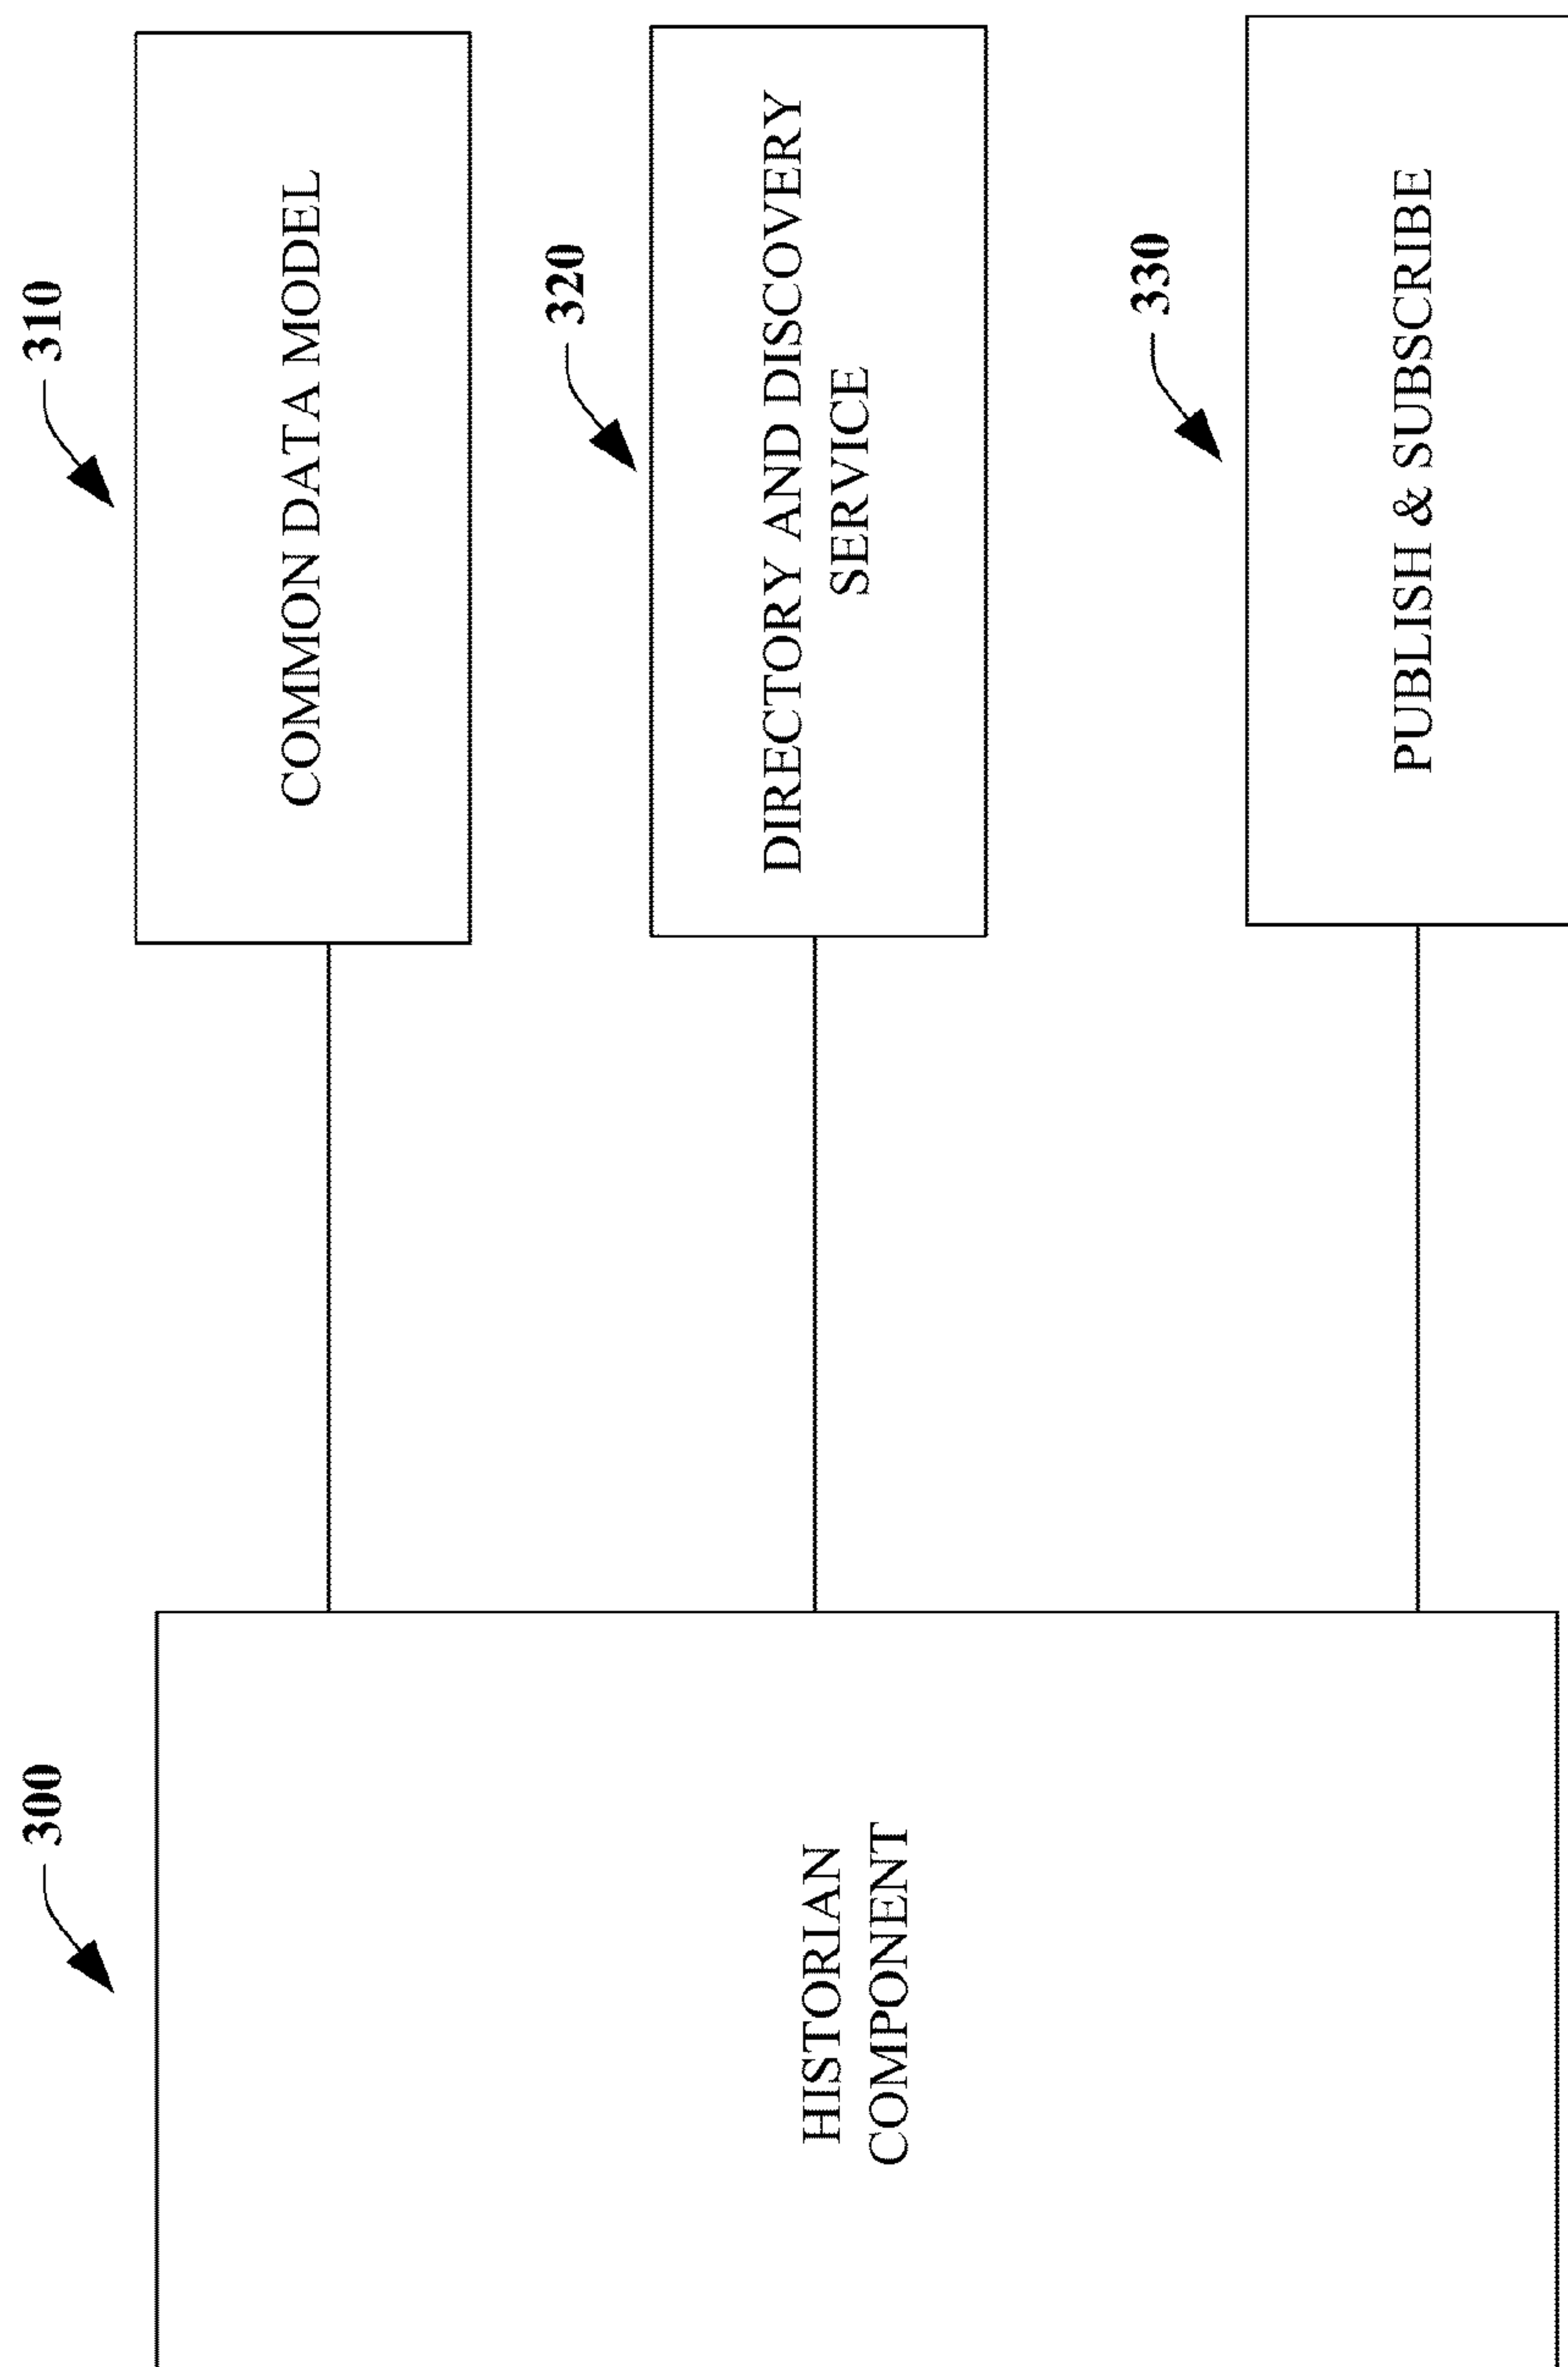 300
HISTORIAN
COMPONENT
310
COMMON DATA MODEL
320
DIRECTORY AND DISCOVERY
SERVICE
330
PUBLISH & SUBSCRIBE